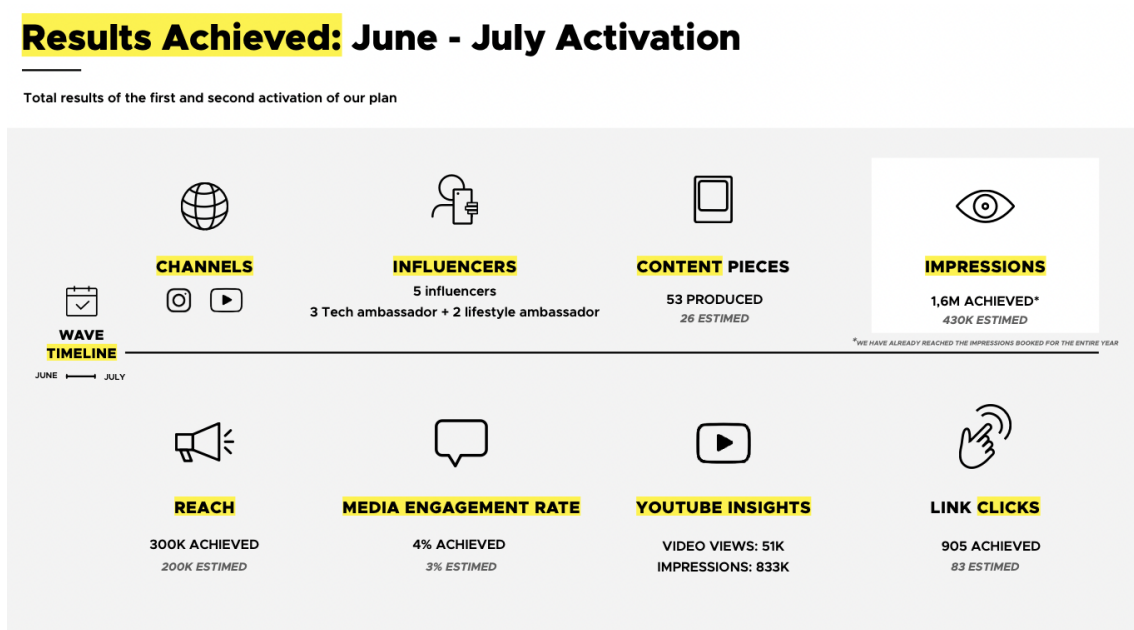 Results Achieved: June - July Activation
Total results of the first and second activation of our plan
CHANNELS
INFLUENCERS
5 influencers
3 Tech ambassador + 2 lifestyle ambassador
CONTENT PIECES
53 PRODUCED
26 ESTIMED
IMPRESSIONS
1,6M ACHIEVED*
430K ESTIMED
*WE HAVE ALREADY REACHED THE IMPRESSIONS BOOKED FOR THE ENTIRE YEAR
WAVE
TIMELINE
JUNE JULY
REACH
300K ACHIEVED
200K ESTIMED
MEDIA ENGAGEMENT RATE
4% ACHIEVED
3% ESTIMED
YOUTUBE INSIGHTS
VIDEO VIEWS: 51K
IMPRESSIONS: 833K
LINK CLICKS
905 ACHIEVED
83 ESTIMED